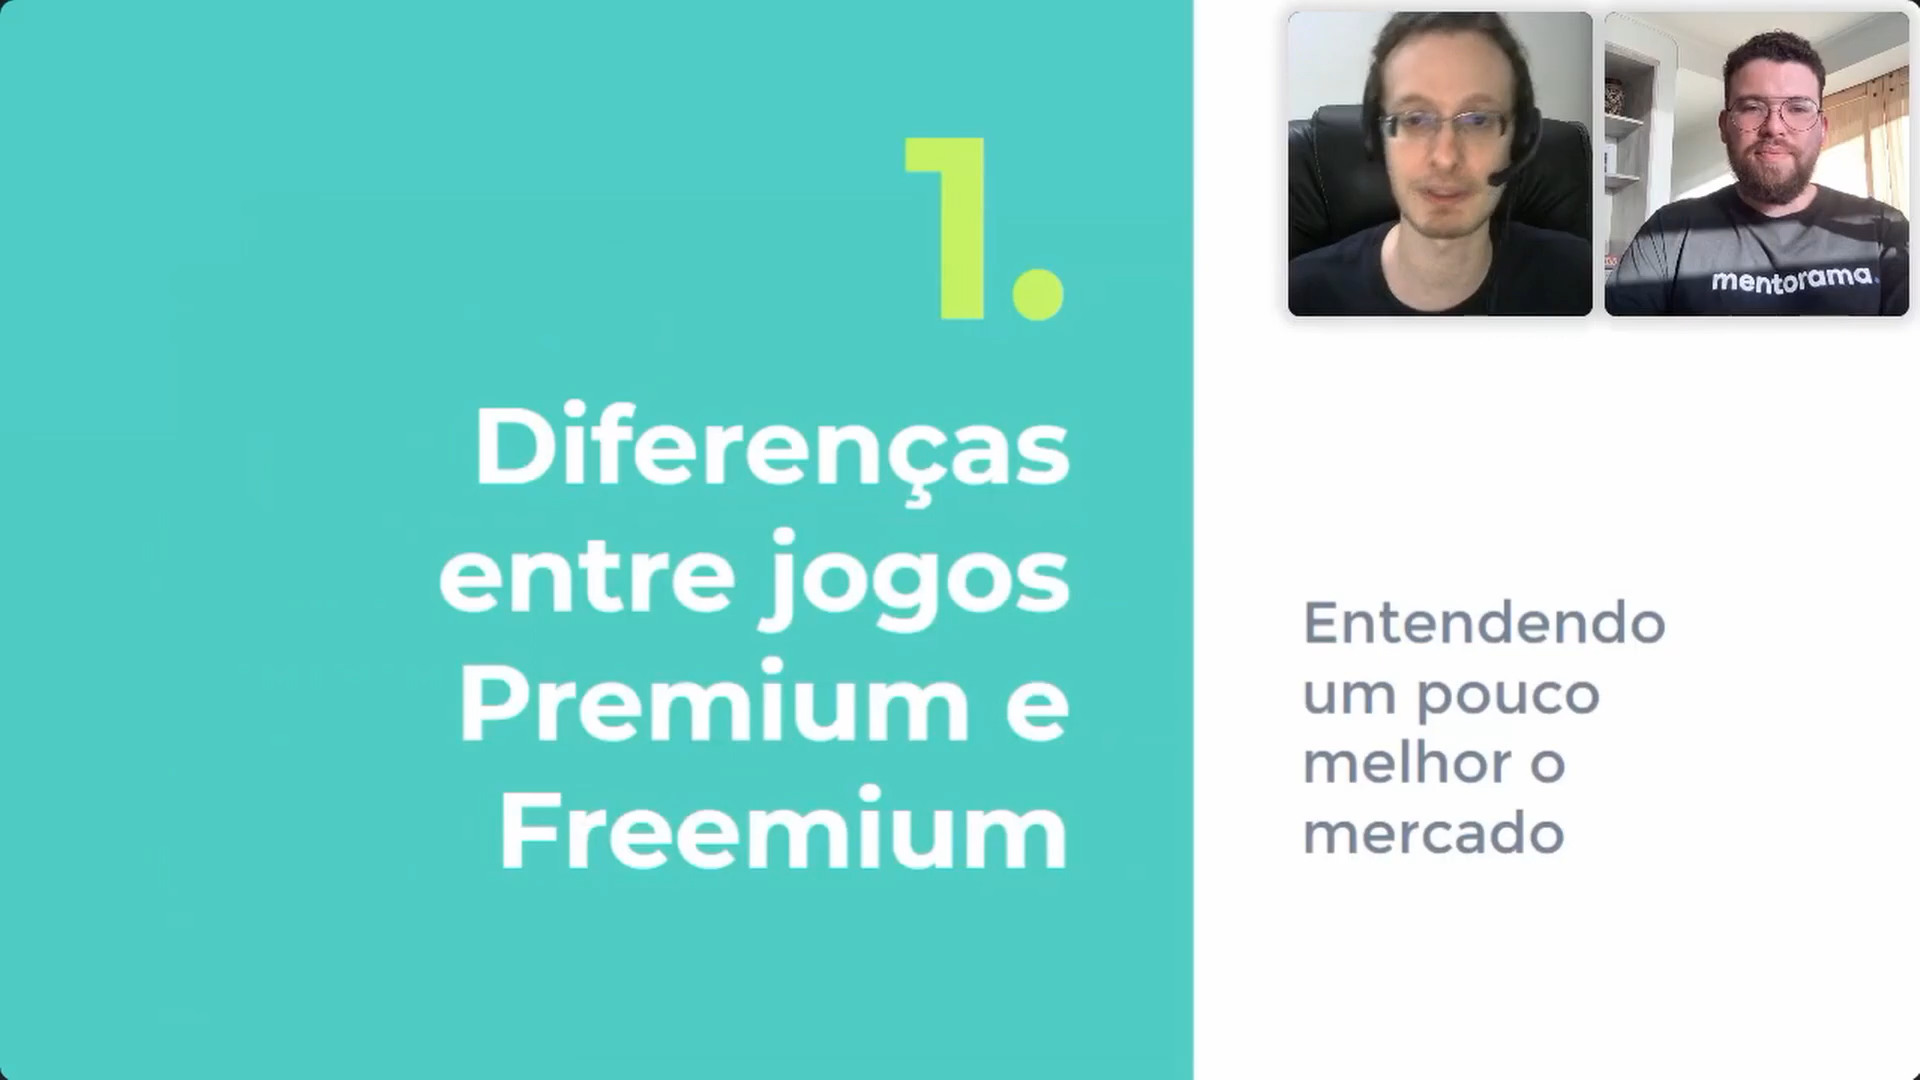 1.
Diferenças
entre jogos
Premium e
Freemium
Entendendo
um pouco
melhor o
mercado
mentorama.